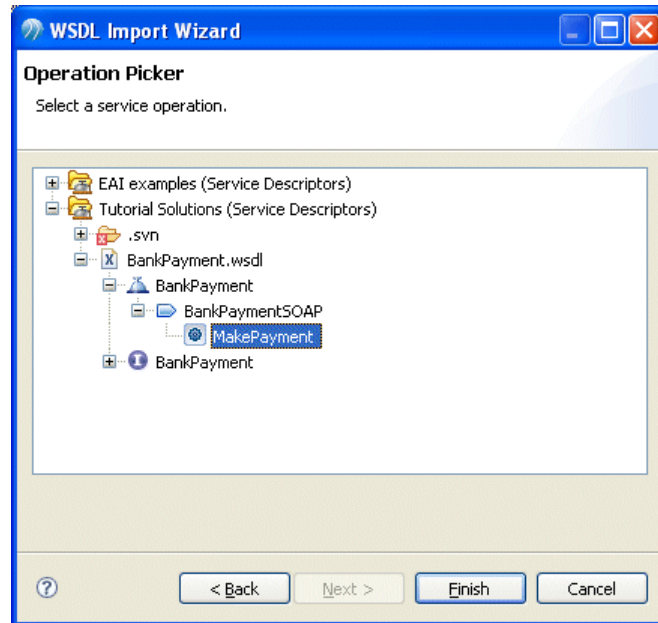 WSDL Import Wizard
Operation Picker
Select a service operation.
EAI examples (Service Descriptors)
Tutorial Solutions (Service Descriptors)
.svn
BankPayment.wsdl
BankPayment
BankPaymentSOAP
MakePayment
BankPayment
< Back Next > Finish Cancel